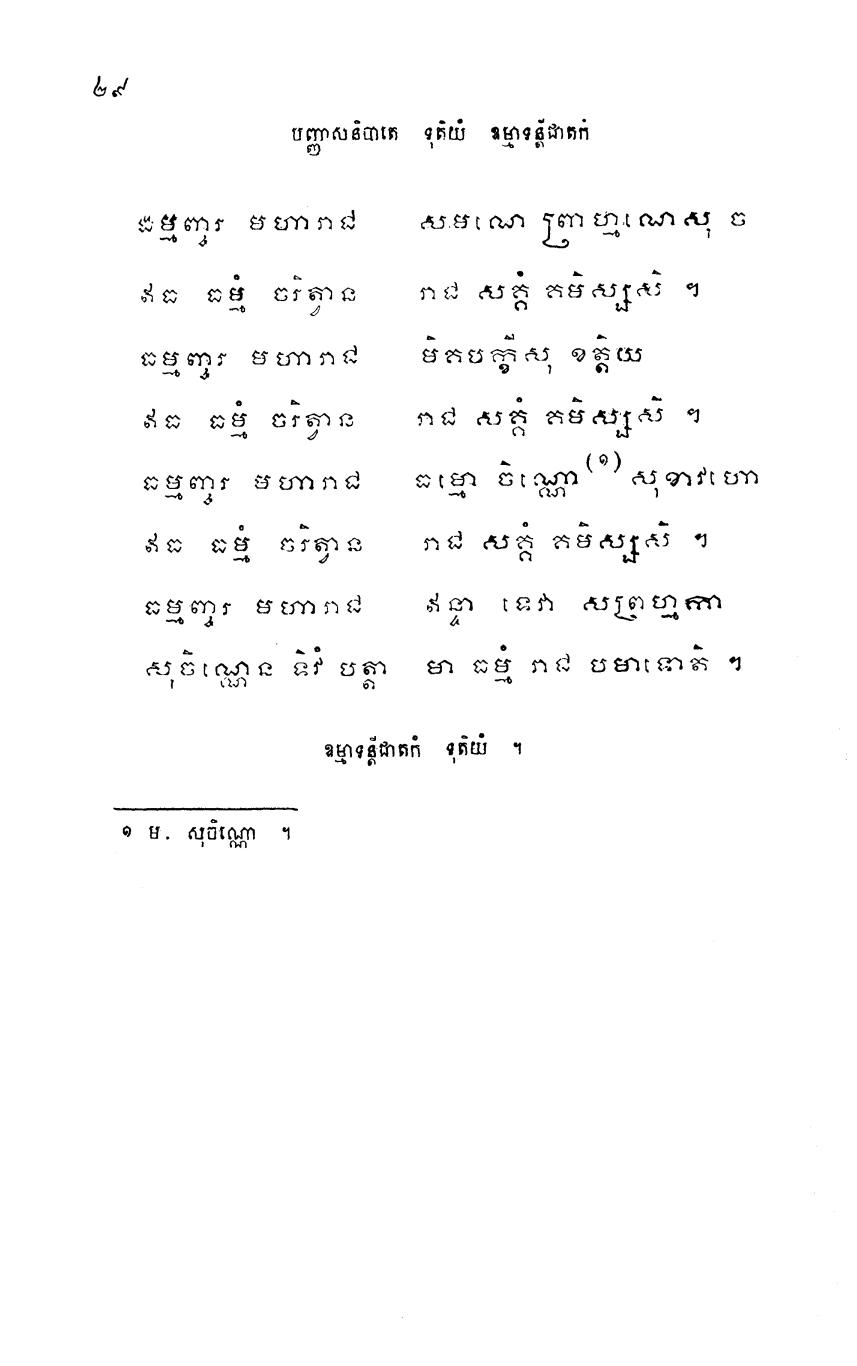 ២៩
បញ្ញាសនិបាតេ ទុតិយំ ឧម្មាទន្តីជាតកំ
ធម្មញ្ចរ មហារាជ សមណេ ព្រាហ្មណេសុ ច
ឥធ ធម្មំ ចរិត្វាន រាជ សគ្គំ គមិស្សសិ ។
ធម្មញ្ចរ មហារាជ មិគបក្ខីសុ ខត្តិយ
ឥធ ធម្មំ ចរិត្វាន រាជ សគ្គំ គមិស្សសិ ។
ធម្មញ្ចរ មហារាជ ធម្មោ ចិណ្ណោ(១) សុខាវហោ
ឥធ ធម្មំ ចរិត្វាន រាជ សគ្គំ គមិស្សសិ ។
ធម្មញ្ចរ មហារាជ ឥន្ទា ទេវា សព្រហ្មកា
សុចិណ្ណេន ទិវំ បត្តា មា ធម្មំ រាជ បមាទោតិ ។
ឧម្មាទន្តីជាតកំ ទុតិយំ ។
១ ម. សុចិណ្ណោ ។